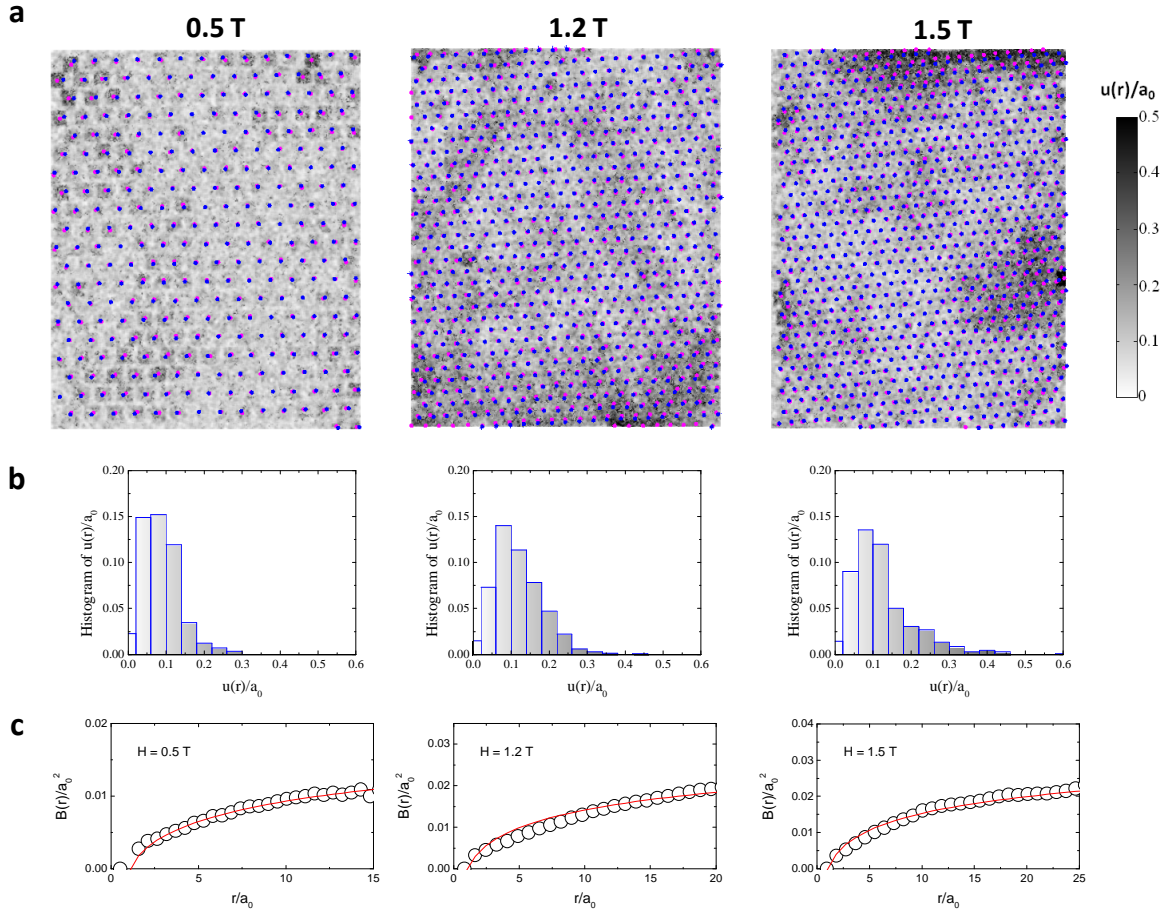 a
0.5 T
1.2 T
1.5 T
u(r)/a0
0.5
0.4
0.3
0.2
0.1
0
b
0.20
0.15
0.10
0.05
0.00
Histogram of u(r)/a0
0.0 0.1 0.2 0.3 0.4 0.5 0.6
u(r)/a0
0.20
0.15
0.10
0.05
0.00
Histogram of u(r)/a0
0.0 0.1 0.2 0.3 0.4 0.5 0.6
u(r)/a0
0.20
0.15
0.10
0.05
0.00
Histogram of u(r)/a0
0.0 0.1 0.2 0.3 0.4 0.5 0.6
u(r)/a0
c
0.02
0.01
0.00
B(r)/a0²
H = 0.5 T
0 5 10 15
r/a0
0.03
0.02
0.01
0.00
B(r)/a0²
H = 1.2 T
0 5 10 15 20
r/a0
0.04
0.03
0.02
0.01
0.00
B(r)/a0²
H = 1.5 T
0 5 10 15 20 25
r/a0